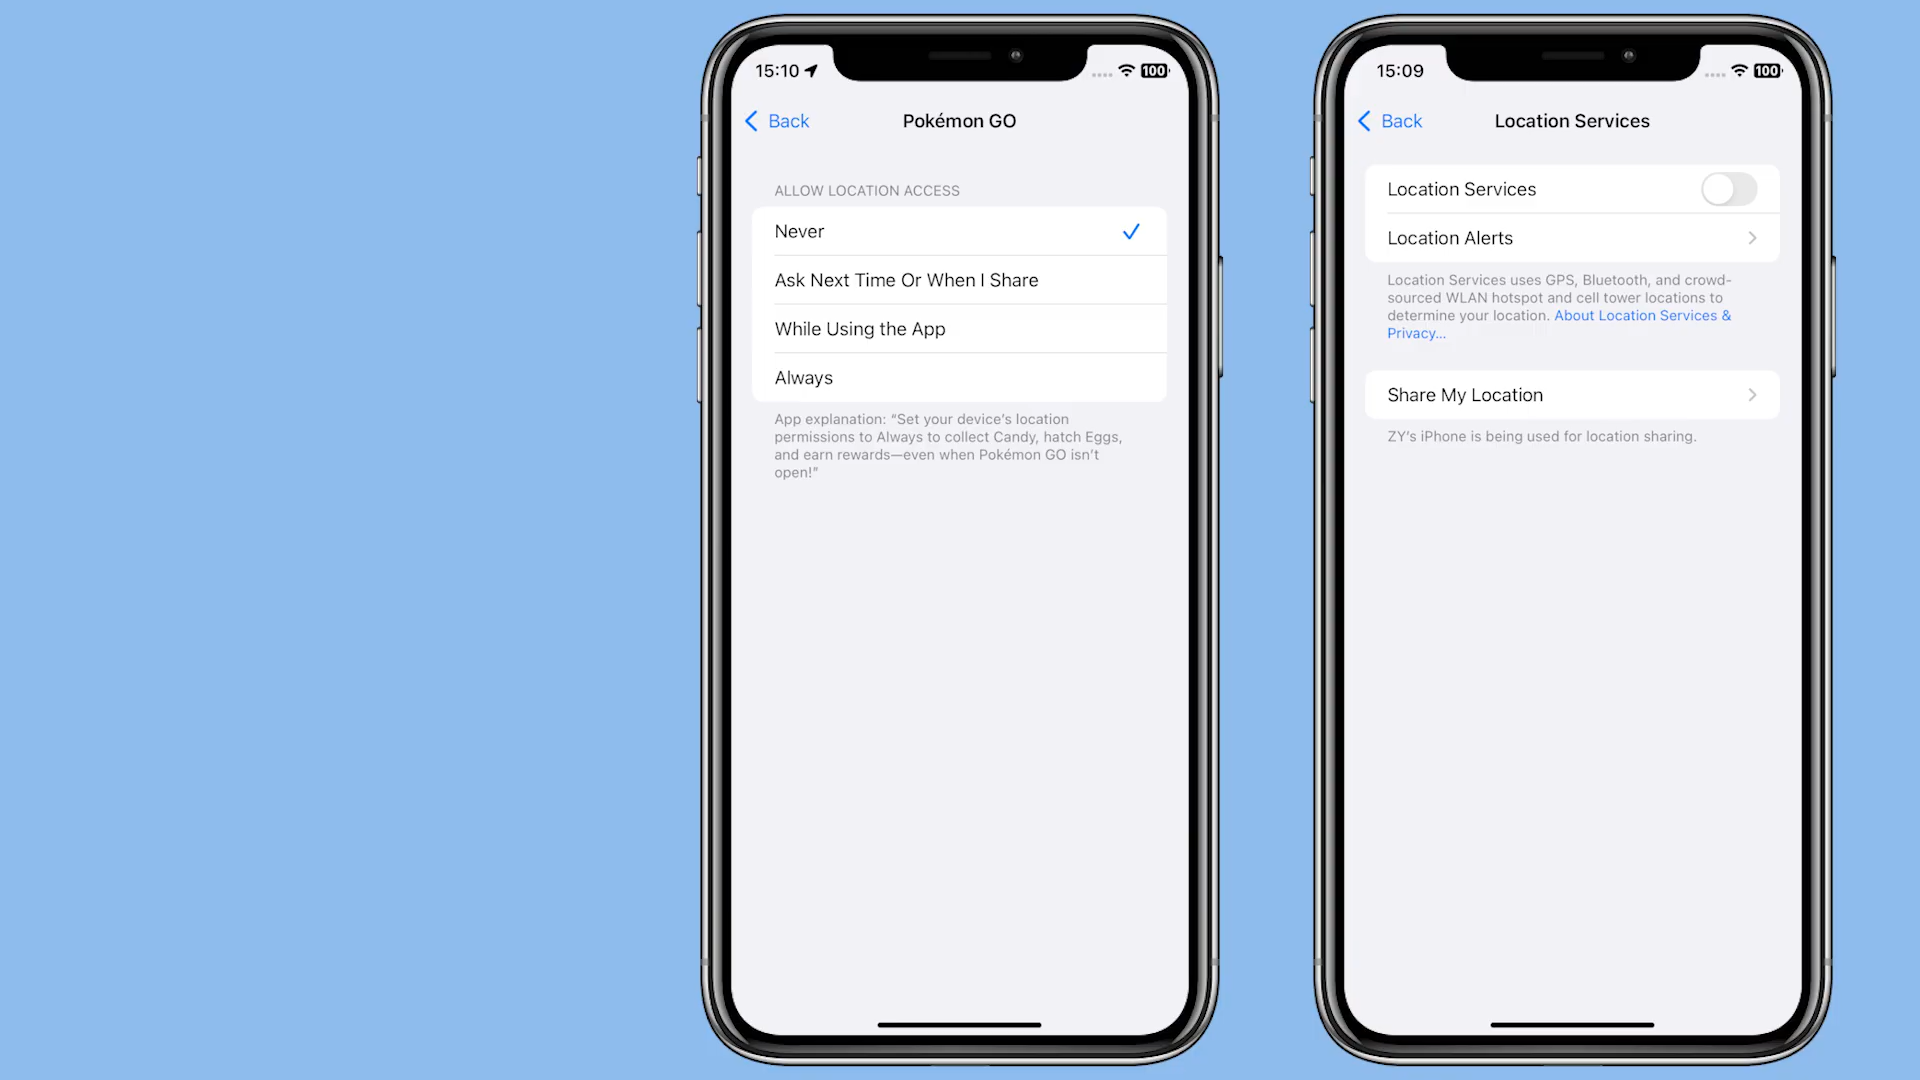 15:10
100
Back
Pokémon GO
ALLOW LOCATION ACCESS
Never
Ask Next Time Or When I Share
While Using the App
Always
App explanation: “Set your device’s location
permissions to Always to collect Candy, hatch Eggs,
and earn rewards—even when Pokémon GO isn’t
open!”
15:09
100
Back
Location Services
Location Services
Location Alerts
Location Services uses GPS, Bluetooth, and crowd-
sourced WLAN hotspot and cell tower locations to
determine your location. About Location Services &
Privacy...
Share My Location
ZY’s iPhone is being used for location sharing.